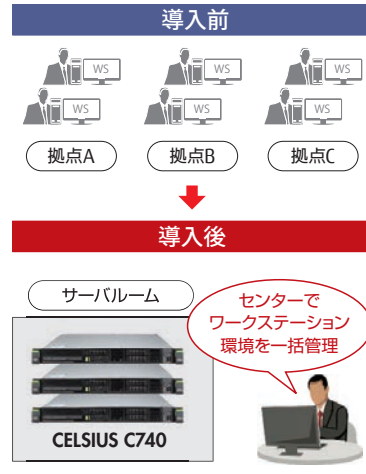 導入前
WS WS WS
WS WS WS
拠点A 拠点B 拠点C
導入後
サーバルーム
センターで
ワークステーション
環境を一括管理
CELSIUS C740